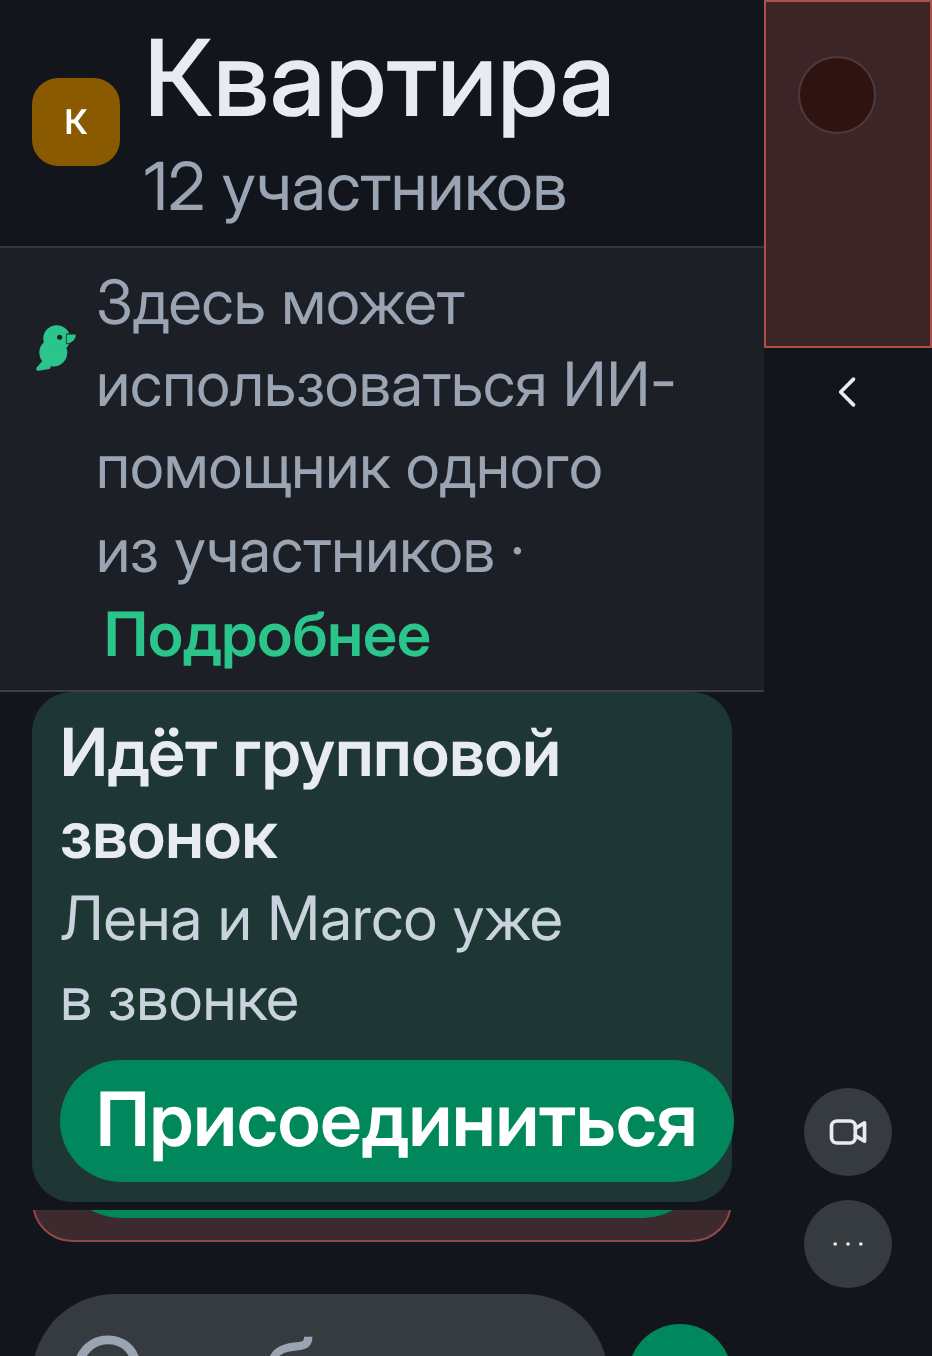 К
Квартира
12 участников
Здесь может
использоваться ИИ-
помощник одного
из участников ·
Подробнее
Идёт групповой
звонок
Лена и Marco уже
в звонке
Присоединиться